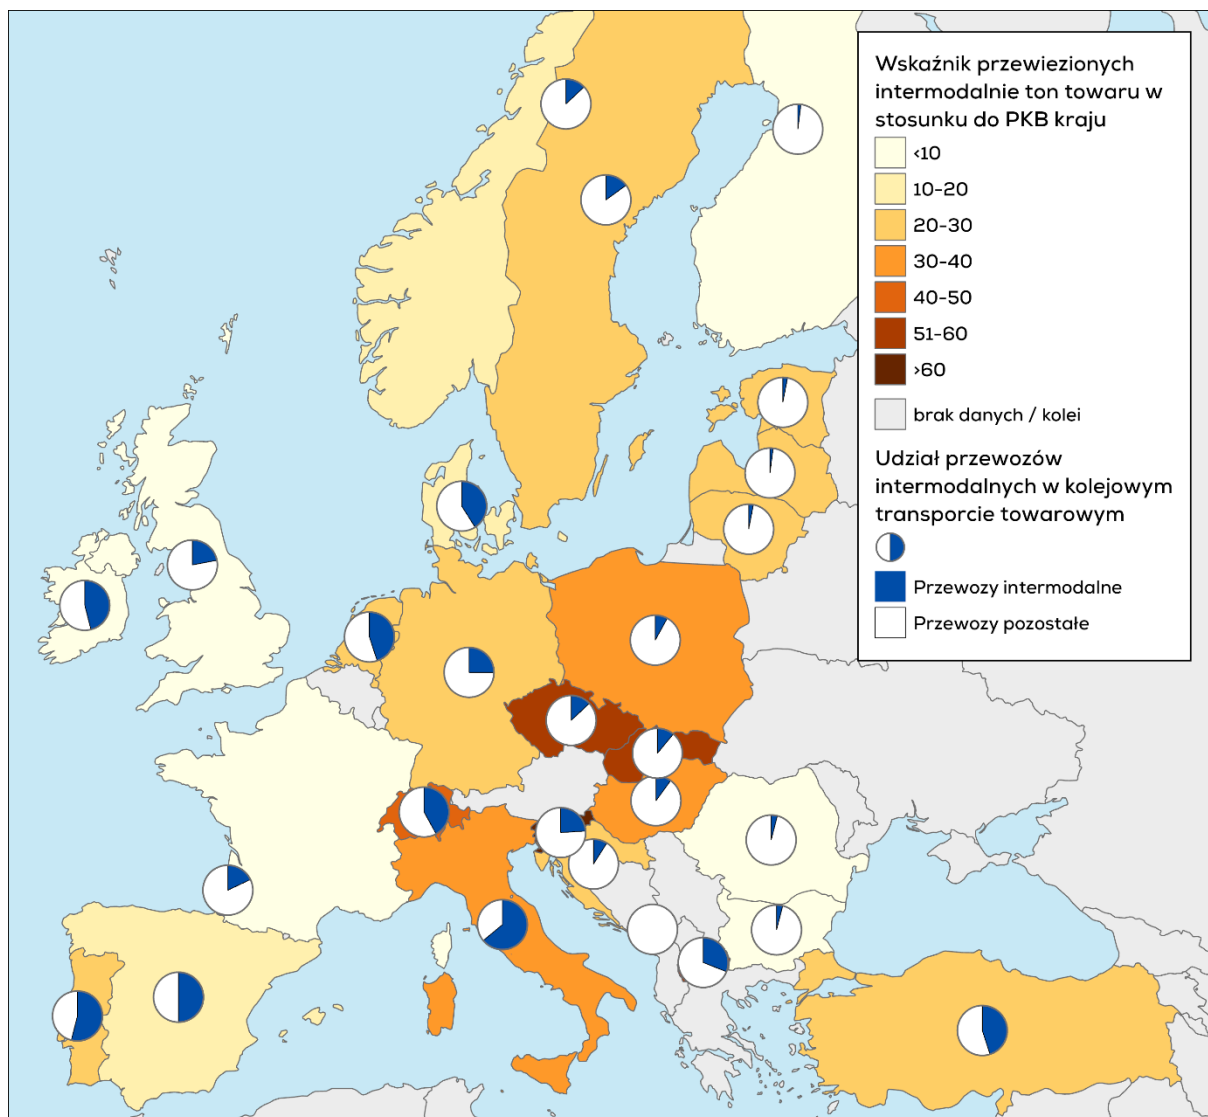 Wskaźnik przewiezionych
intermodalnie ton towaru w
stosunku do PKB kraju
<10
10-20
20-30
30-40
40-50
51-60
>60
brak danych / kolei
Udział przewozów
intermodalnych w kolejowym
transporcie towarowym
Przewozy intermodalne
Przewozy pozostałe